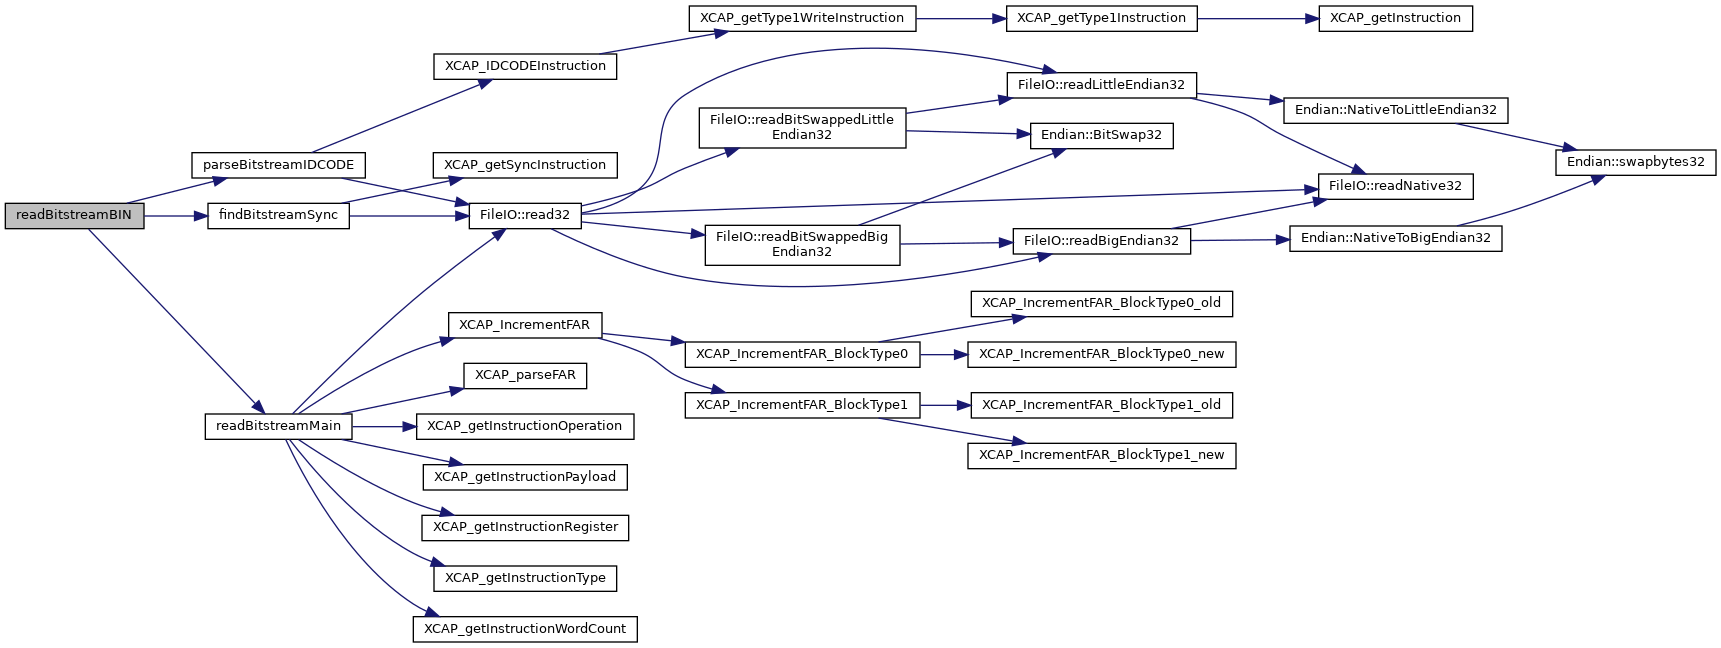 XCAP_getType1WriteInstruction
XCAP_getType1Instruction
XCAP_getInstruction
XCAP_IDCODEInstruction
FileIO::readLittleEndian32
Endian::NativeToLittleEndian32
FileIO::readBitSwappedLittle
Endian32
Endian::BitSwap32
parseBitstreamIDCODE
XCAP_getSyncInstruction
Endian::swapbytes32
FileIO::readNative32
readBitstreamBIN
findBitstreamSync
FileIO::read32
FileIO::readBitSwappedBig
Endian32
FileIO::readBigEndian32
Endian::NativeToBigEndian32
XCAP_IncrementFAR_BlockType0_old
XCAP_IncrementFAR
XCAP_IncrementFAR_BlockType0
XCAP_IncrementFAR_BlockType0_new
XCAP_parseFAR
XCAP_IncrementFAR_BlockType1
XCAP_IncrementFAR_BlockType1_old
readBitstreamMain
XCAP_getInstructionOperation
XCAP_IncrementFAR_BlockType1_new
XCAP_getInstructionPayload
XCAP_getInstructionRegister
XCAP_getInstructionType
XCAP_getInstructionWordCount